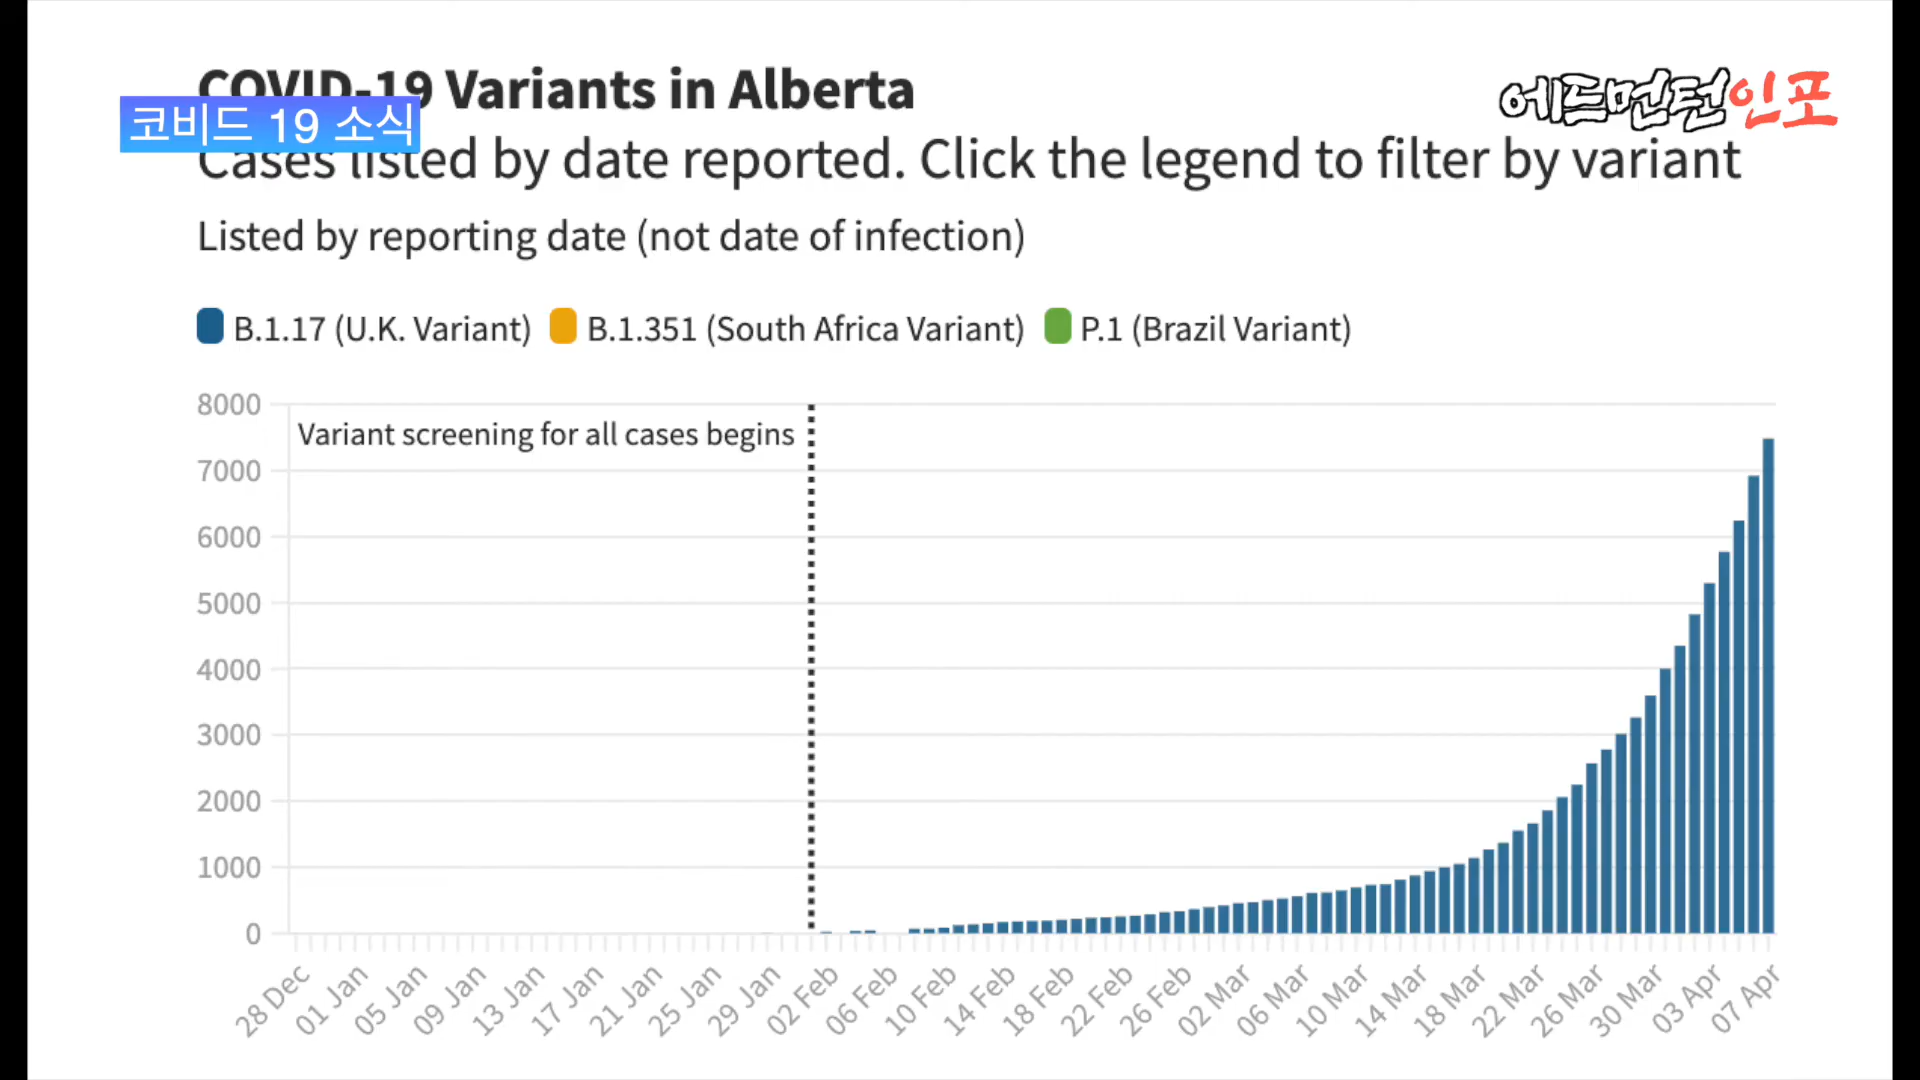 COVID-19 Variants in Alberta
코비드 19 소식
에드먼턴인포
Cases listed by date reported. Click the legend to filter by variant
Listed by reporting date (not date of infection)
B.1.17 (U.K. Variant) B.1.351 (South Africa Variant) P.1 (Brazil Variant)
Variant screening for all cases begins
8000
7000
6000
5000
4000
3000
2000
1000
0
28 Dec 01 Jan 05 Jan 09 Jan 13 Jan 17 Jan 21 Jan 25 Jan 29 Jan 02 Feb 06 Feb 10 Feb 14 Feb 18 Feb 22 Feb 26 Feb 02 Mar 06 Mar 10 Mar 14 Mar 18 Mar 22 Mar 26 Mar 30 Mar 03 Apr 07 Apr